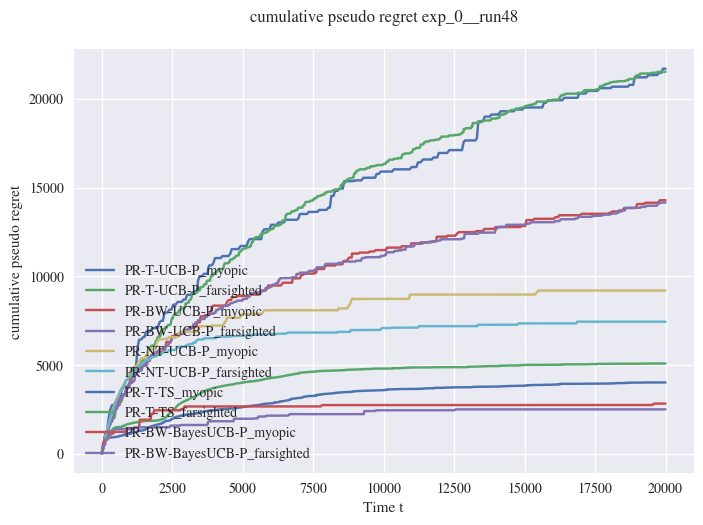 cumulative pseudo regret exp_0__run48
cumulative pseudo regret
20000
15000
10000
5000
0
PR-T-UCB-P_myopic
PR-T-UCB-P_farsighted
PR-BW-UCB-P_myopic
PR-BW-UCB-P_farsighted
PR-NT-UCB-P_myopic
PR-NT-UCB-P_farsighted
PR-T-TS_myopic
PR-T-TS_farsighted
PR-BW-BayesUCB-P_myopic
PR-BW-BayesUCB-P_farsighted
0 2500 5000 7500 10000 12500 15000 17500 20000
Time t